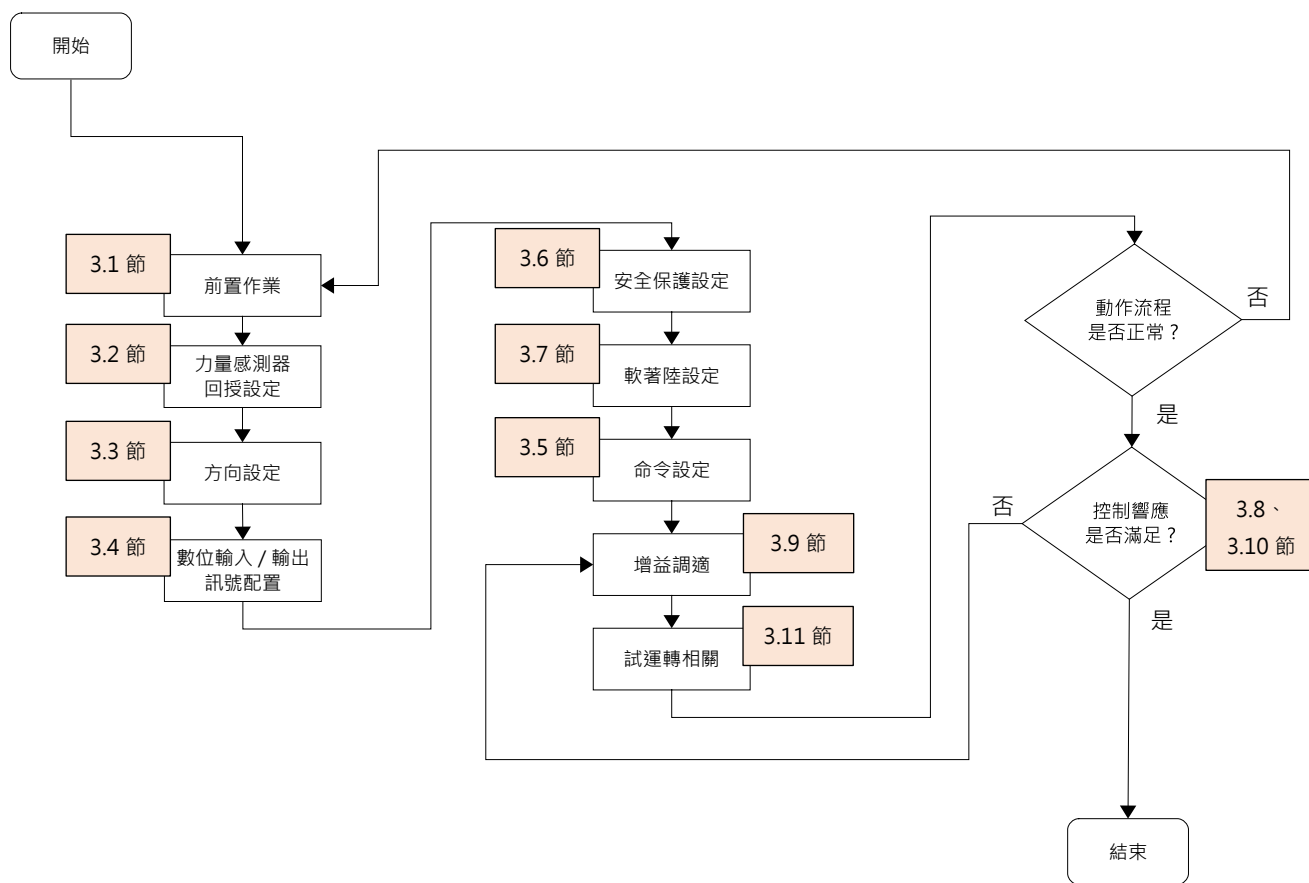 開始
3.1 節
前置作業
3.2 節
力量感測器
回授設定
3.3 節
方向設定
3.4 節
數位輸入 / 輸出
訊號配置
3.6 節
安全保護設定
3.7 節
軟著陸設定
3.5 節
命令設定
3.9 節
增益調適
3.11 節
試運轉相關
動作流程
是否正常？
否
是
控制響應
是否滿足？
否
3.8、
3.10 節
是
結束